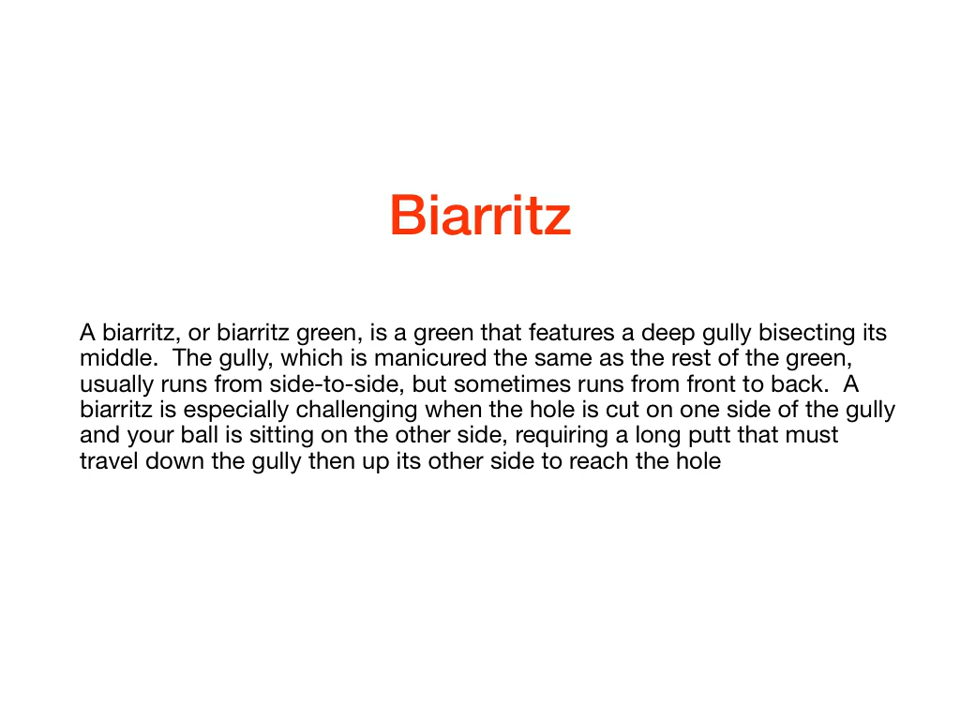 Biarritz
A biarritz, or biarritz green, is a green that features a deep gully bisecting its
middle.  The gully, which is manicured the same as the rest of the green,
usually runs from side-to-side, but sometimes runs from front to back.  A
biarritz is especially challenging when the hole is cut on one side of the gully
and your ball is sitting on the other side, requiring a long putt that must
travel down the gully then up its other side to reach the hole